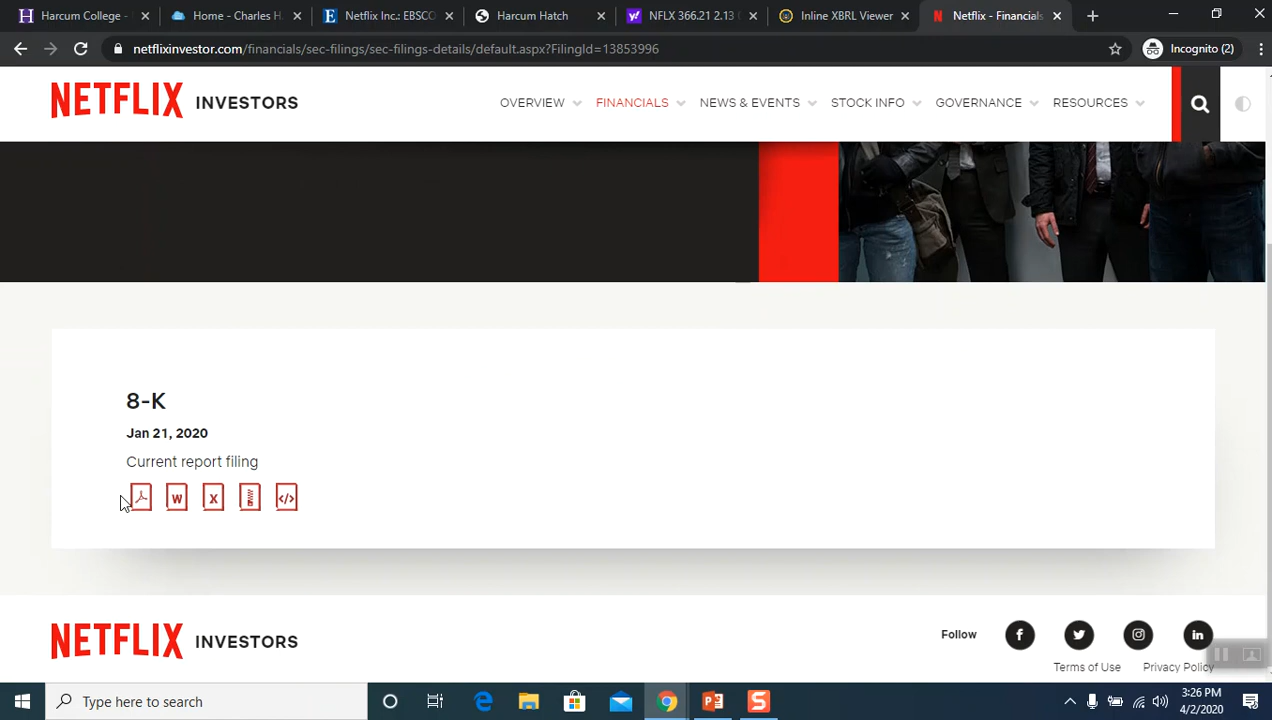 Harcum College -
Home - Charles H.
Netflix Inc.: EBSCO
Harcum Hatch
NFLX 366.21 2.13
Inline XBRL Viewer
Netflix - Financials
netflixinvestor.com/financials/sec-filings/sec-filings-details/default.aspx?FilingId=13853996
Incognito (2)
NETFLIX INVESTORS
OVERVIEW
FINANCIALS
NEWS & EVENTS
STOCK INFO
GOVERNANCE
RESOURCES
8-K
Jan 21, 2020
Current report filing
W X </>
NETFLIX INVESTORS
Follow
Terms of Use
Privacy Policy
Type here to search
3:26 PM
4/2/2020